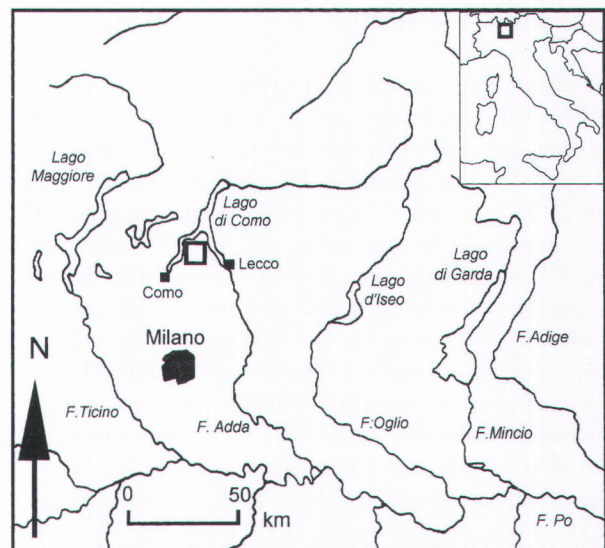 Lago
Maggiore
Lago
di Como
Lecco
Como
Lago
d'Iseo
Lago
di Garda
Milano
N
F.Adige
F.Ticino
F. Adda
F:Oglio
F.Mincio
0 50
km
F. Po